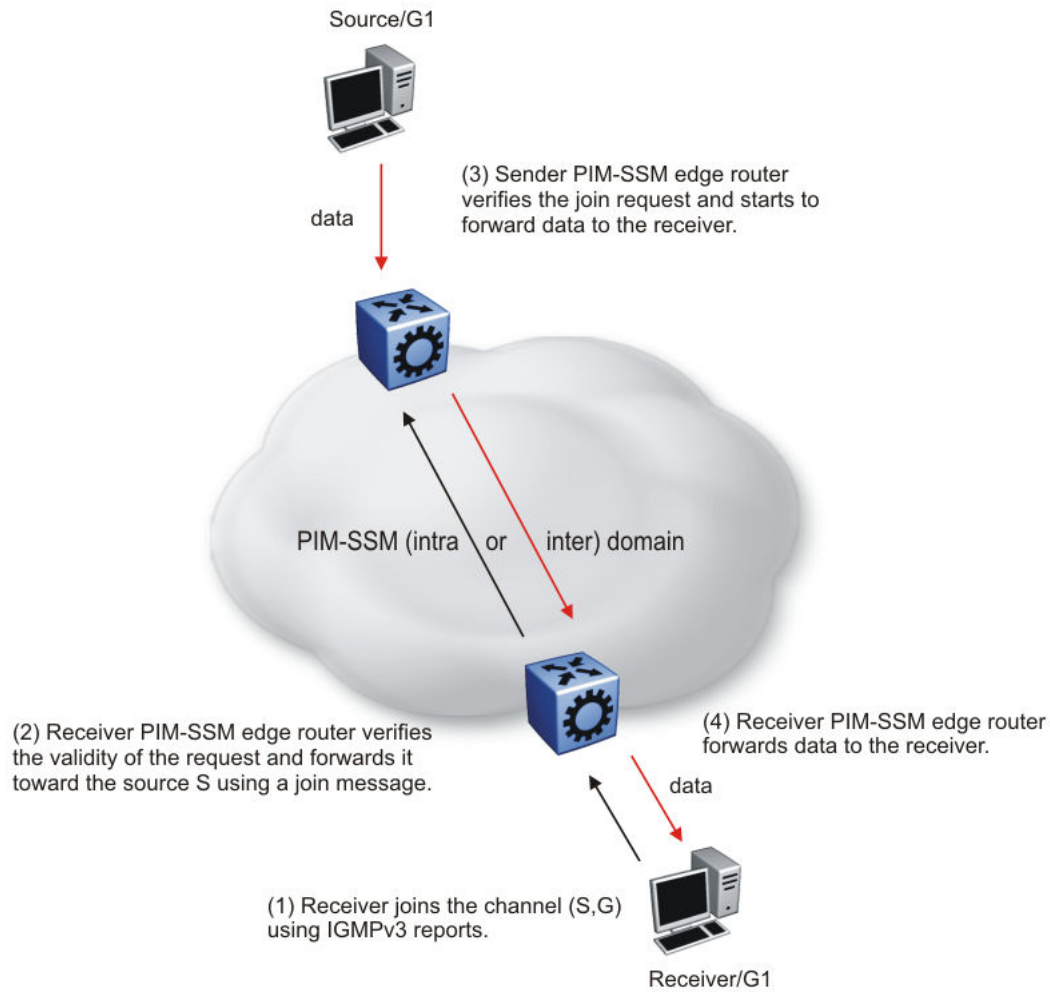 Source/G1
(3) Sender PIM-SSM edge router
verifies the join request and starts to
forward data to the receiver.
data
PIM-SSM (intra or inter) domain
(2) Receiver PIM-SSM edge router verifies
the validity of the request and forwards it
toward the source S using a join message.
(4) Receiver PIM-SSM edge router
forwards data to the receiver.
data
(1) Receiver joins the channel (S,G)
using IGMPv3 reports.
Receiver/G1